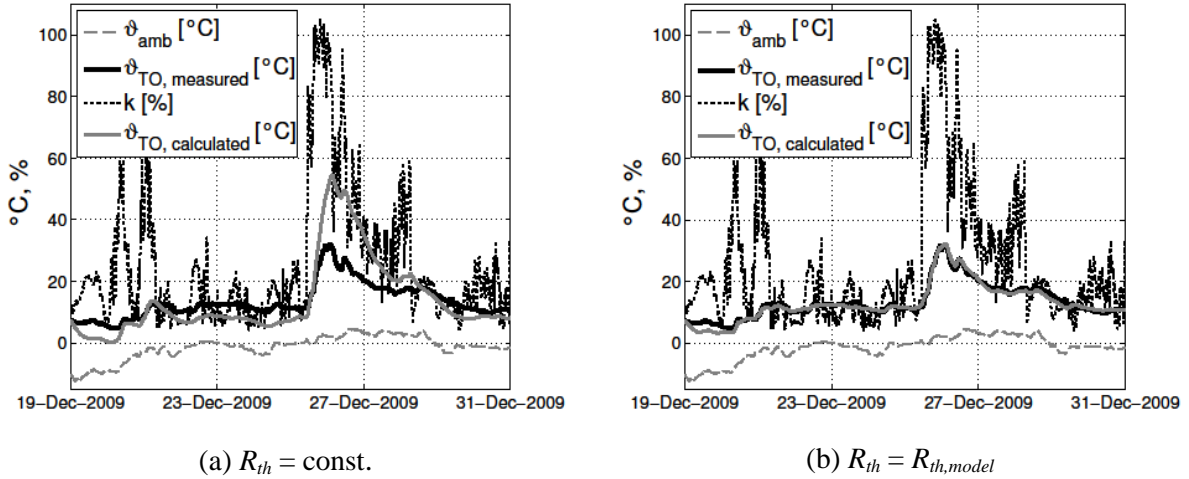 ϑamb [°C]
ϑTO, measured [°C]
k [%]
ϑTO, calculated [°C]
°C, %
100
80
60
40
20
0
19–Dec–2009 23–Dec–2009 27–Dec–2009 31–Dec–2009
(a) Rth = const.
ϑamb [°C]
ϑTO, measured [°C]
k [%]
ϑTO, calculated [°C]
°C, %
100
80
60
40
20
0
19–Dec–2009 23–Dec–2009 27–Dec–2009 31–Dec–2009
(b) Rth = Rth,model